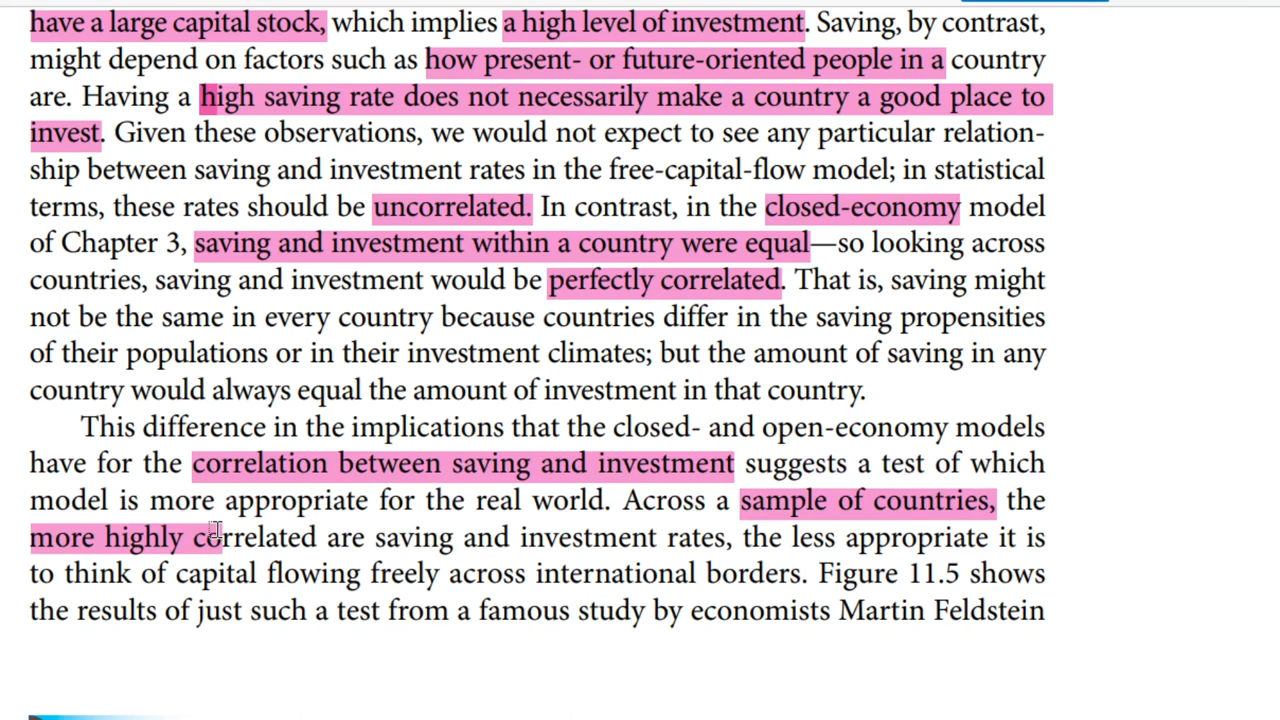 have a large capital stock, which implies a high level of investment. Saving, by contrast,
might depend on factors such as how present- or future-oriented people in a country
are. Having a high saving rate does not necessarily make a country a good place to
invest. Given these observations, we would not expect to see any particular relation-
ship between saving and investment rates in the free-capital-flow model; in statistical
terms, these rates should be uncorrelated. In contrast, in the closed-economy model
of Chapter 3, saving and investment within a country were equal—so looking across
countries, saving and investment would be perfectly correlated. That is, saving might
not be the same in every country because countries differ in the saving propensities
of their populations or in their investment climates; but the amount of saving in any
country would always equal the amount of investment in that country.
This difference in the implications that the closed- and open-economy models
have for the correlation between saving and investment suggests a test of which
model is more appropriate for the real world. Across a sample of countries, the
more highly correlated are saving and investment rates, the less appropriate it is
to think of capital flowing freely across international borders. Figure 11.5 shows
the results of just such a test from a famous study by economists Martin Feldstein